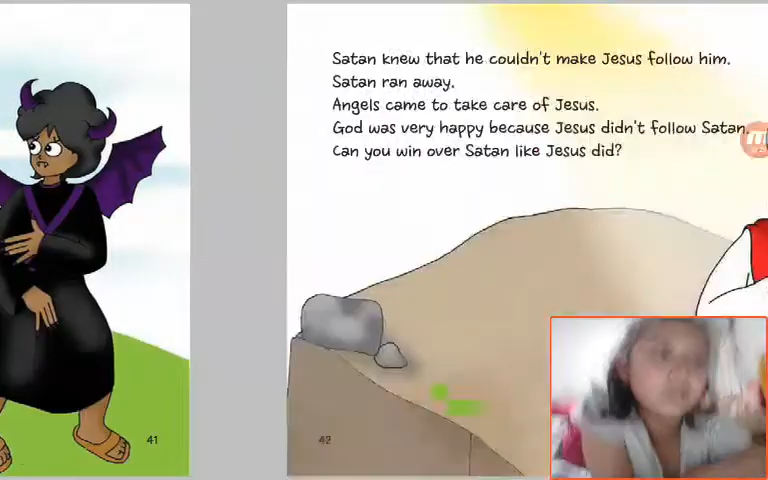 Satan knew that he couldn't make Jesus follow him.
Satan ran away.
Angels came to take care of Jesus.
God was very happy because Jesus didn't follow Satan.
Can you win over Satan like Jesus did?
41
42